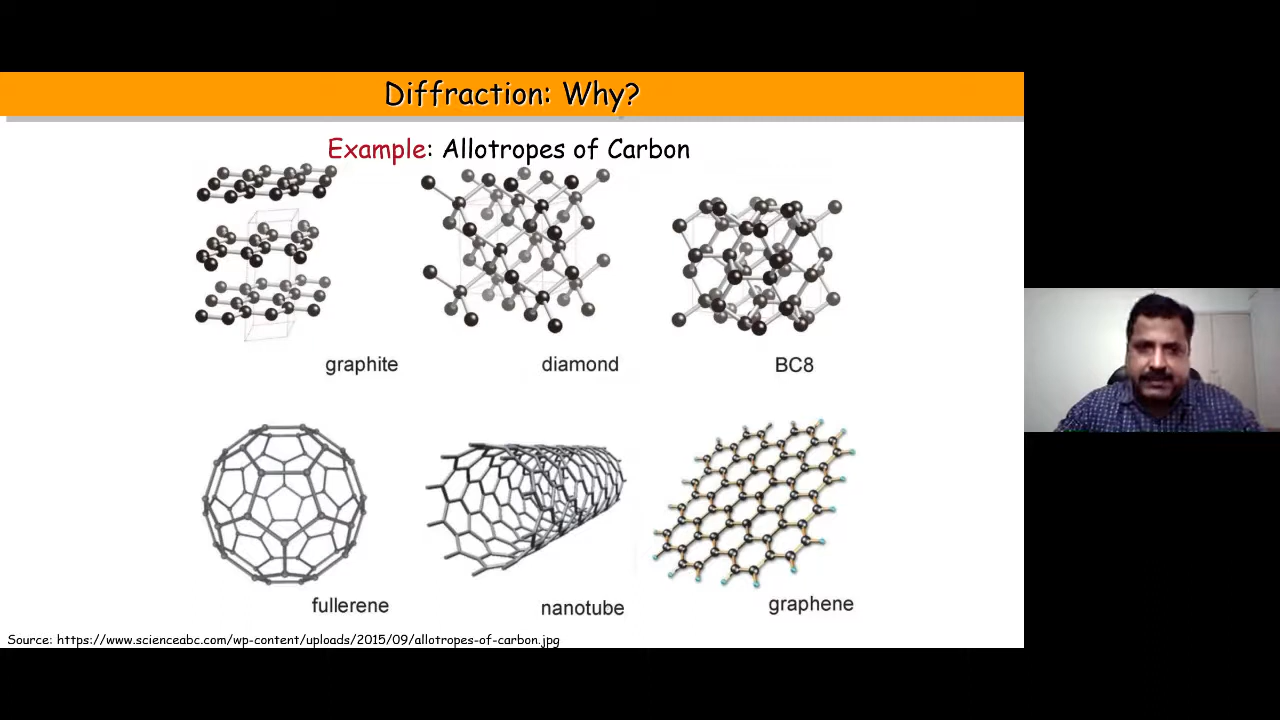 Diffraction: Why?
Example: Allotropes of Carbon
graphite
diamond
BC8
fullerene
nanotube
graphene
Source: https://www.scienceabc.com/wp-content/uploads/2015/09/allotropes-of-carbon.jpg